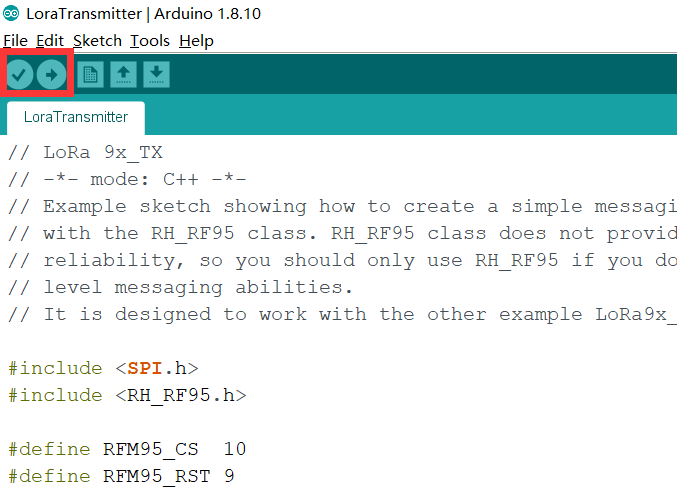 LoraTransmitter | Arduino 1.8.10
File Edit Sketch Tools Help
LoraTransmitter
// LoRa 9x_TX
// -*- mode: C++ -*-
// Example sketch showing how to create a simple messagi
// with the RH_RF95 class. RH_RF95 class does not provid
// reliability, so you should only use RH_RF95 if you do
// level messaging abilities.
// It is designed to work with the other example LoRa9x_
#include <SPI.h>
#include <RH_RF95.h>
#define RFM95_CS  10
#define RFM95_RST 9